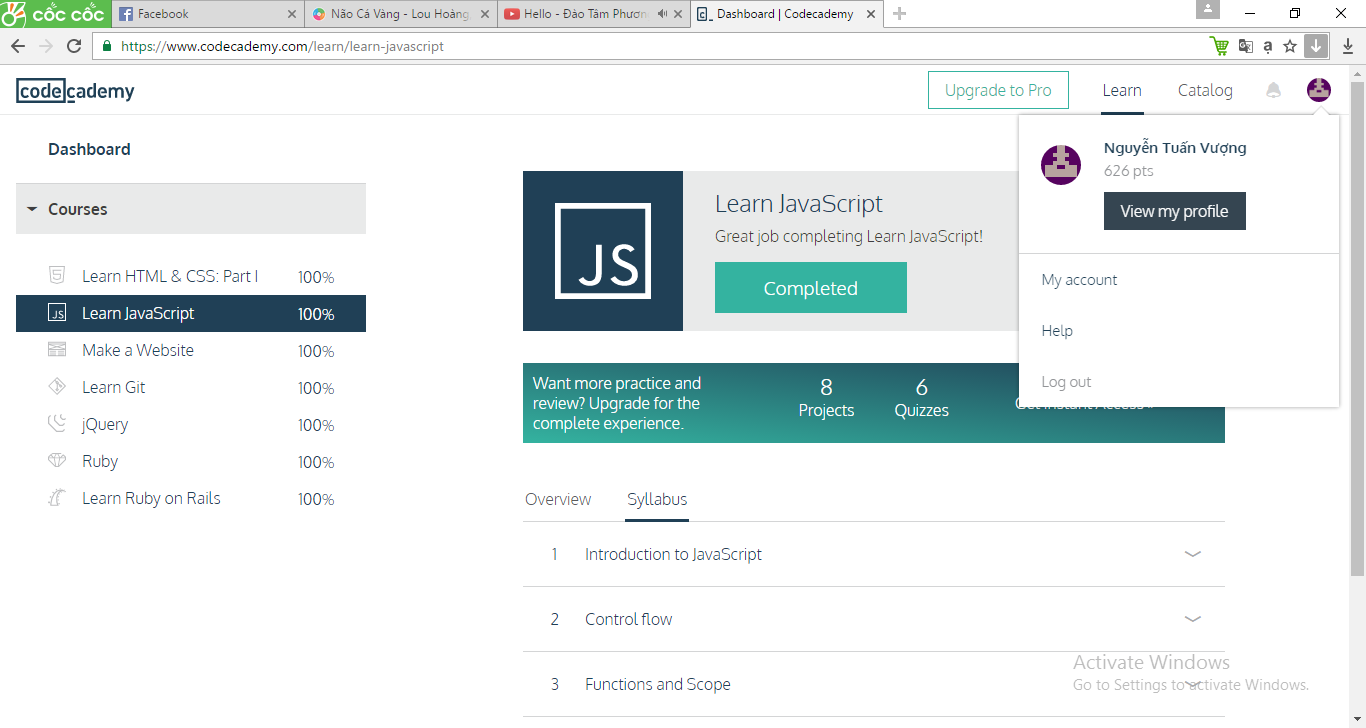 cốc cốc
Facebook
Não Cá Vàng - Lou Hoàng
Hello - Đào Tâm Phươn
Dashboard | Codecademy
https://www.codecademy.com/learn/learn-javascript
codecademy
Upgrade to Pro
Learn
Catalog
Dashboard
Courses
Learn HTML & CSS: Part I 100%
JS Learn JavaScript 100%
Make a Website 100%
Learn Git 100%
jQuery 100%
Ruby 100%
Learn Ruby on Rails 100%
JS
Learn JavaScript
Great job completing Learn JavaScript!
Completed
Nguyễn Tuấn Vượng
626 pts
View my profile
My account
Help
Log out
Want more practice and
review? Upgrade for the
complete experience.
8
Projects
6
Quizzes
Get Instant Access
Overview
Syllabus
1 Introduction to JavaScript
2 Control flow
3 Functions and Scope
Activate Windows
Go to Settings to activate Windows.